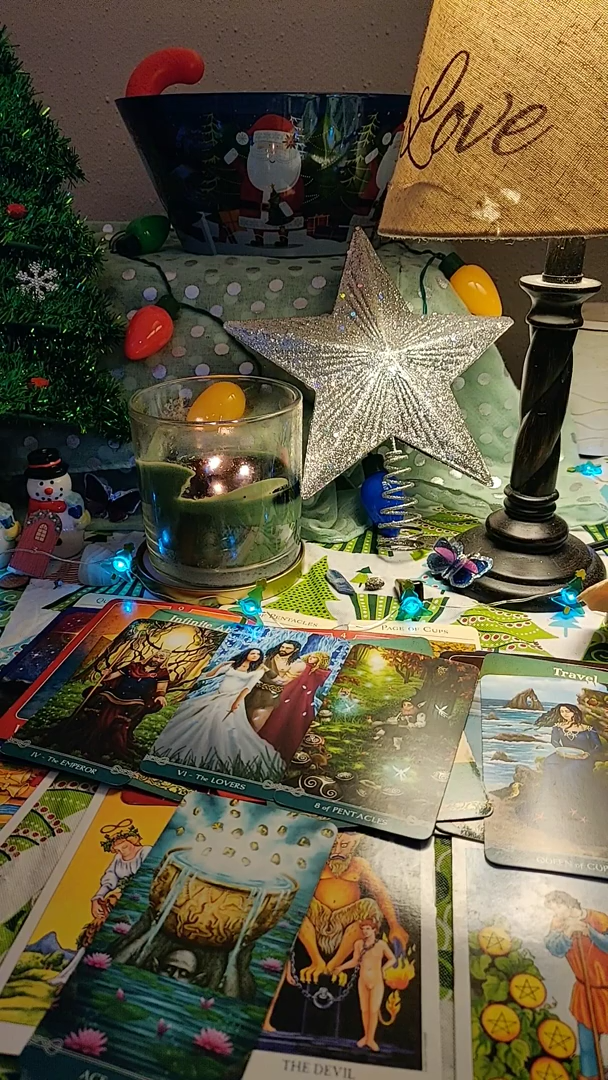 Love
PENTACLES
PAGE OF CUPS
Infinite
Travel
IV - The EMPEROR
VI - The LOVERS
8 of PENTACLES
QUEEN of CUPS
THE DEVIL
ACE